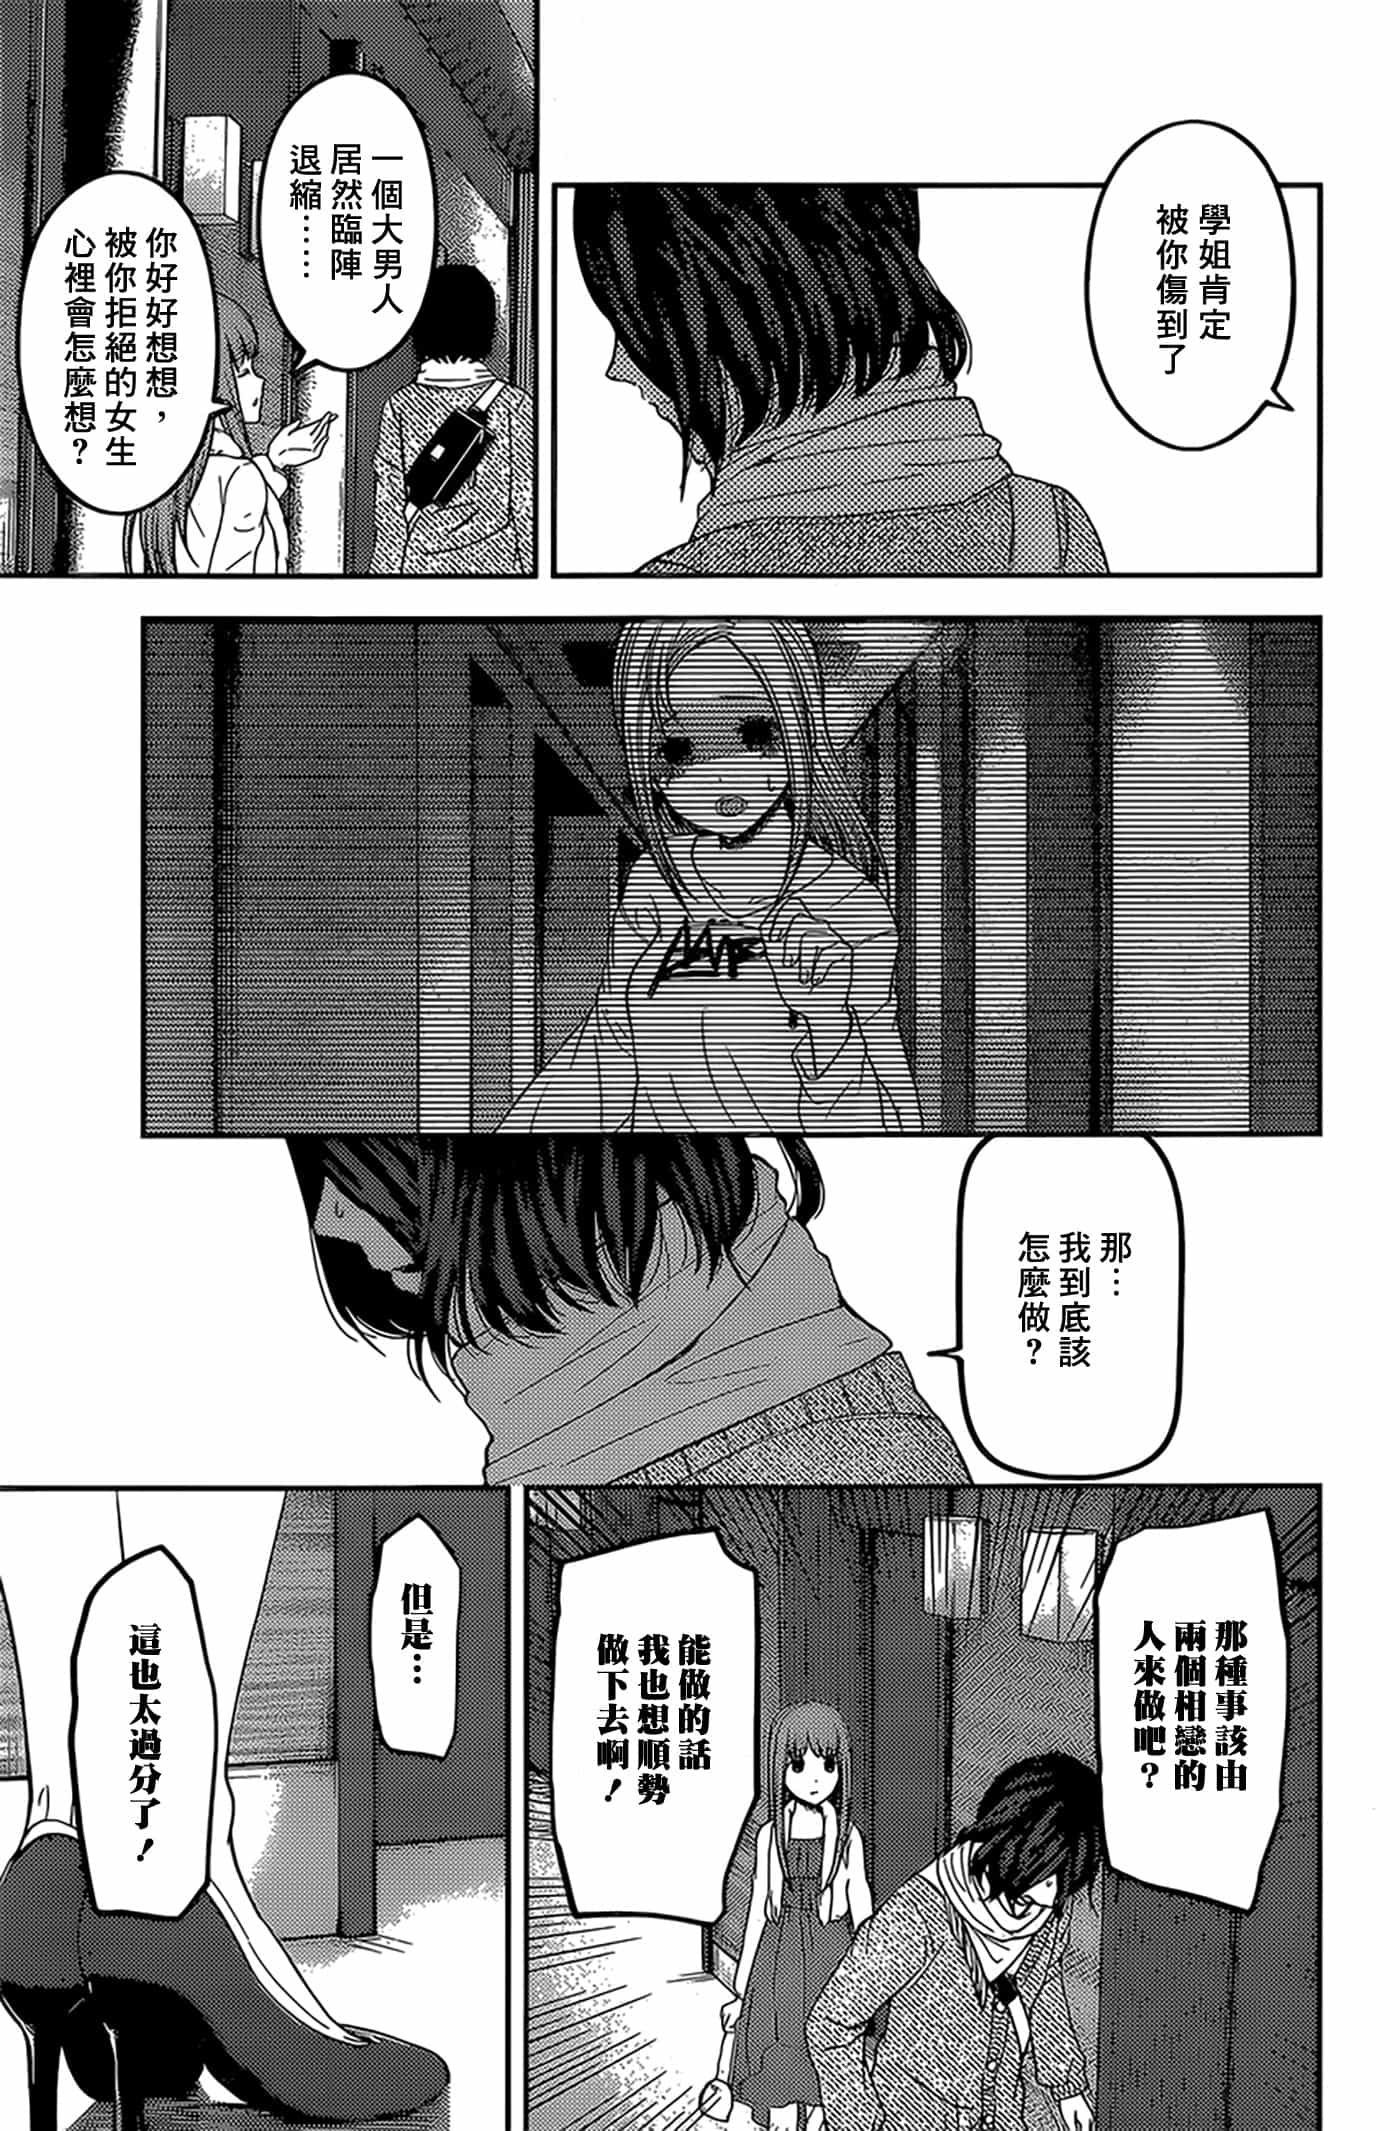 學姐肯定
被你傷到了
一個大男人
居然臨陣
退縮……
你好好想想，
被你拒絕的女生
心裡會怎麼想？
那…
我到底該
怎麼做？
那種事該由
兩個相戀的
人來做吧？
能做的話
我也想順勢
做下去啊！
但是…
這也太過分了！